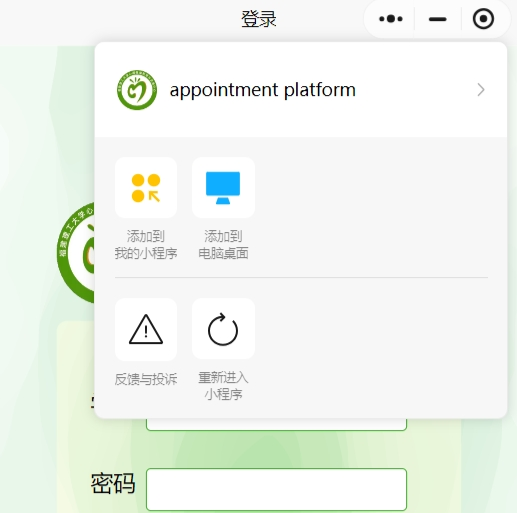 登录
appointment platform
添加到
我的小程序
添加到
电脑桌面
反馈与投诉
重新进入
小程序
密码